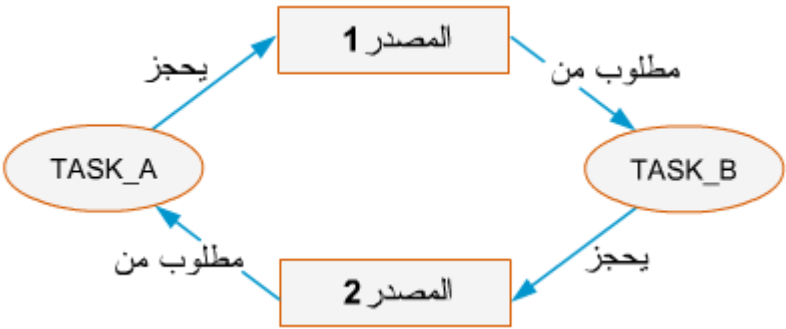 المصدر 1
يحجز
مطلوب من
TASK_A
TASK_B
مطلوب من
يحجز
المصدر 2